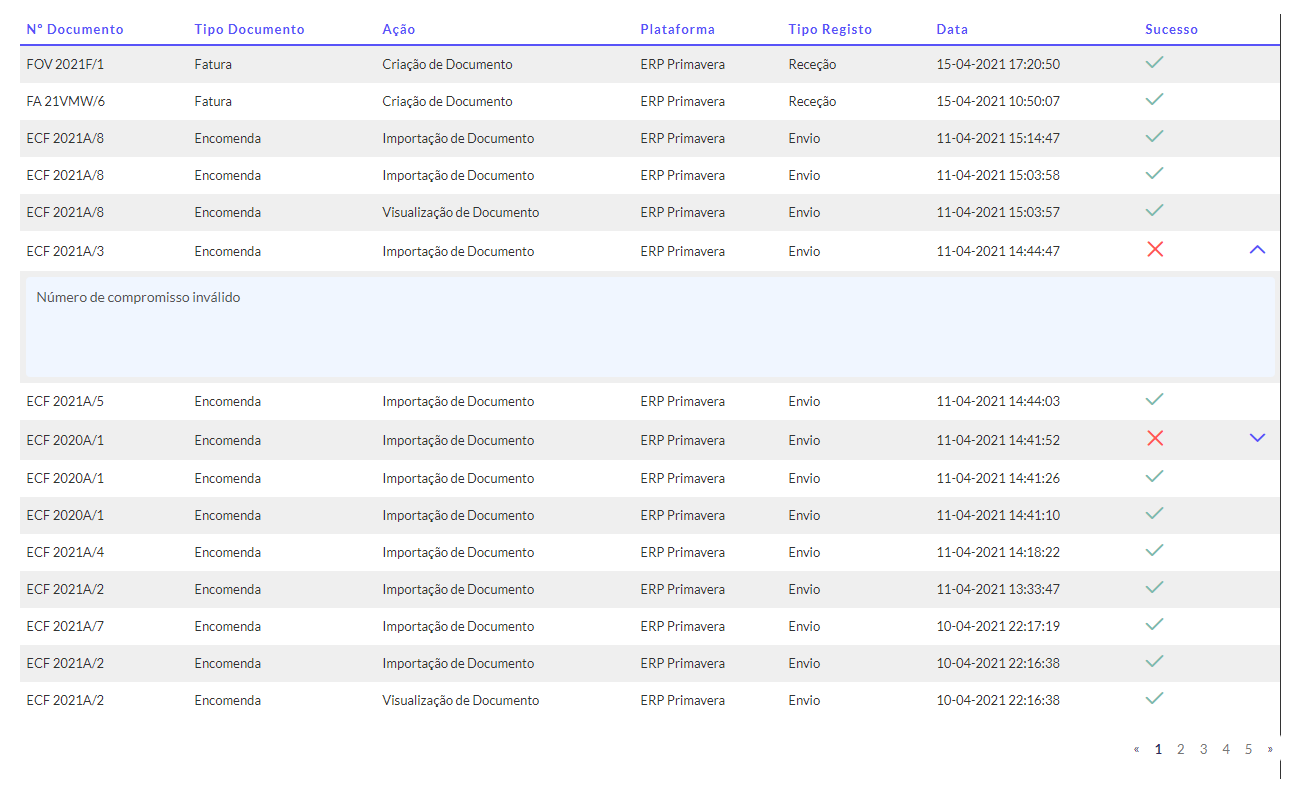 Nº Documento Tipo Documento Ação Plataforma Tipo Registo Data Sucesso
FOV 2021F/1 Fatura Criação de Documento ERP Primavera Receção 15-04-2021 17:20:50
FA 21VMW/6 Fatura Criação de Documento ERP Primavera Receção 15-04-2021 10:50:07
ECF 2021A/8 Encomenda Importação de Documento ERP Primavera Envio 11-04-2021 15:14:47
ECF 2021A/8 Encomenda Importação de Documento ERP Primavera Envio 11-04-2021 15:03:58
ECF 2021A/8 Encomenda Visualização de Documento ERP Primavera Envio 11-04-2021 15:03:57
ECF 2021A/3 Encomenda Importação de Documento ERP Primavera Envio 11-04-2021 14:44:47
Número de compromisso inválido
ECF 2021A/5 Encomenda Importação de Documento ERP Primavera Envio 11-04-2021 14:44:03
ECF 2020A/1 Encomenda Importação de Documento ERP Primavera Envio 11-04-2021 14:41:52
ECF 2020A/1 Encomenda Importação de Documento ERP Primavera Envio 11-04-2021 14:41:26
ECF 2020A/1 Encomenda Importação de Documento ERP Primavera Envio 11-04-2021 14:41:10
ECF 2021A/4 Encomenda Importação de Documento ERP Primavera Envio 11-04-2021 14:18:22
ECF 2021A/2 Encomenda Importação de Documento ERP Primavera Envio 11-04-2021 13:33:47
ECF 2021A/7 Encomenda Importação de Documento ERP Primavera Envio 10-04-2021 22:17:19
ECF 2021A/2 Encomenda Importação de Documento ERP Primavera Envio 10-04-2021 22:16:38
ECF 2021A/2 Encomenda Visualização de Documento ERP Primavera Envio 10-04-2021 22:16:38
« 1 2 3 4 5 »